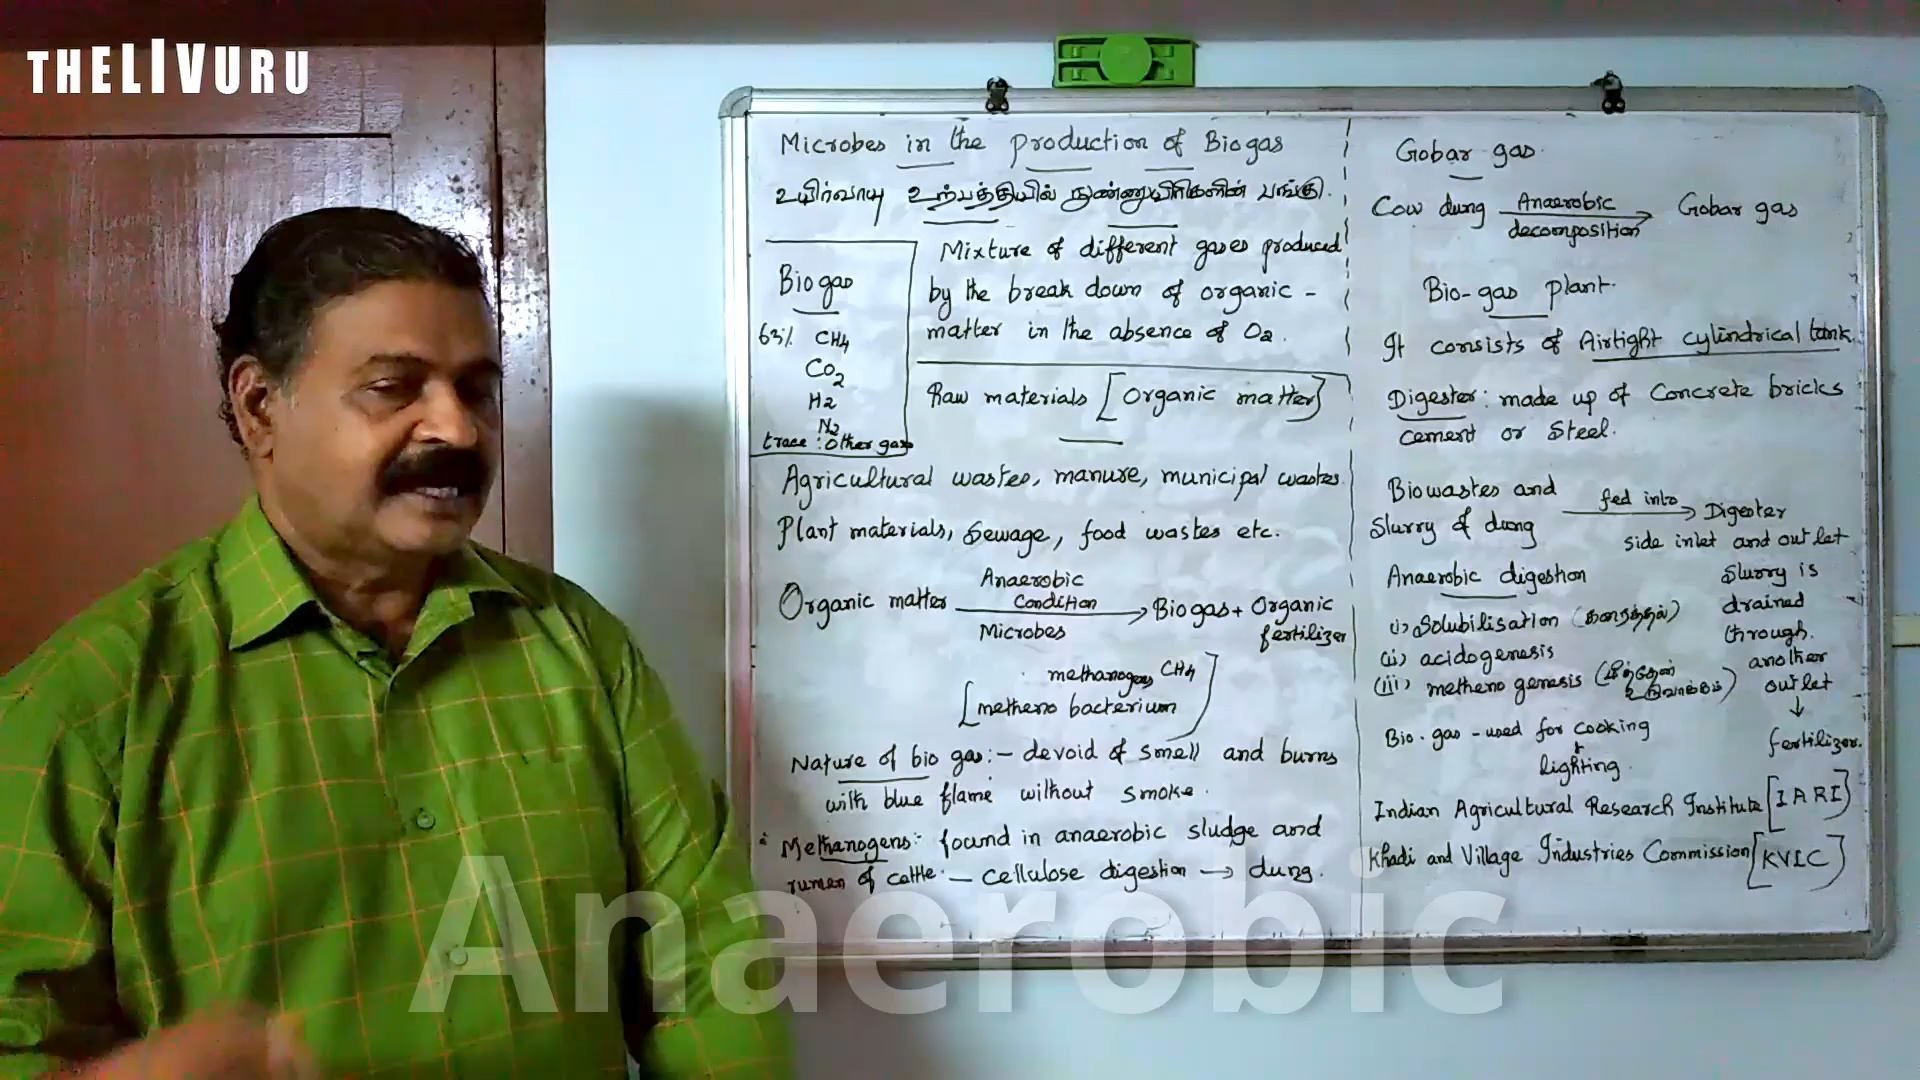 THELIVURU
Microbes in the production of Biogas
உயிர்வாயு உற்பத்தியில் நுண்ணுயிரிகளின் பங்கு.
Biogas
63% CH4
CO2
H2
N2
trace : Other gas
Mixture of different gases produced
by the break down of organic -
matter in the absence of O2.
Raw materials [Organic matter]
Agricultural wastes, manure, municipal wastes.
Plant materials, Sewage, food wastes etc.
Organic matter Anaerobic Condition Microbes → Biogas + Organic fertilizer
methanogens CH4
[metheno bacterium]
Nature of bio gas:- devoid of smell and burns
with blue flame without smoke.
Methanogens: found in anaerobic sludge and
rumen of cattle. — cellulose digestion → dung.
Gobar gas.
Cow dung Anaerobic decomposition → Gobar gas
Bio-gas plant.
It consists of Airtight cylindrical tank.
Digester: made up of Concrete bricks
cement or Steel.
Biowastes and
Slurry of dung fed into → Digester
side inlet and outlet
Anaerobic digestion
(i) Solubilisation
(ii) acidogenesis
(iii) metheno genesis (மீத்தேன் உருவாக்கம்)
Slurry is
drained
through.
another
outlet
↓
fertilizer.
Bio.gas - used for cooking
+
lighting.
Indian Agricultural Research Institute [IARI]
Khadi and Village Industries Commission [KVIC]
Anaerobic